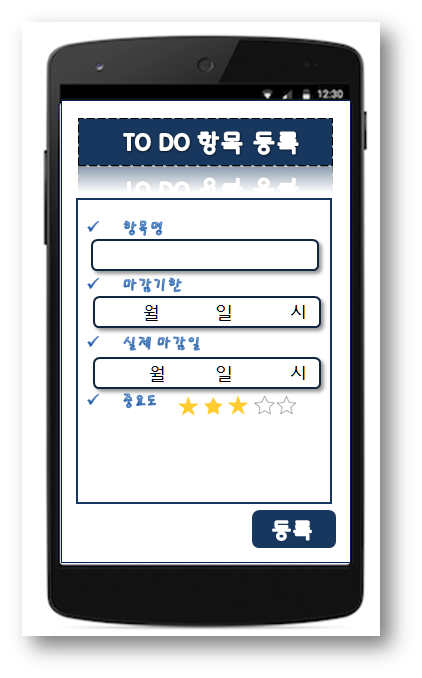 12:30
TO DO 항목 등록
✓ 항목명
✓ 마감기한
월 일 시
✓ 실제 마감일
월 일 시
✓ 중요도 ★★★☆☆
등록